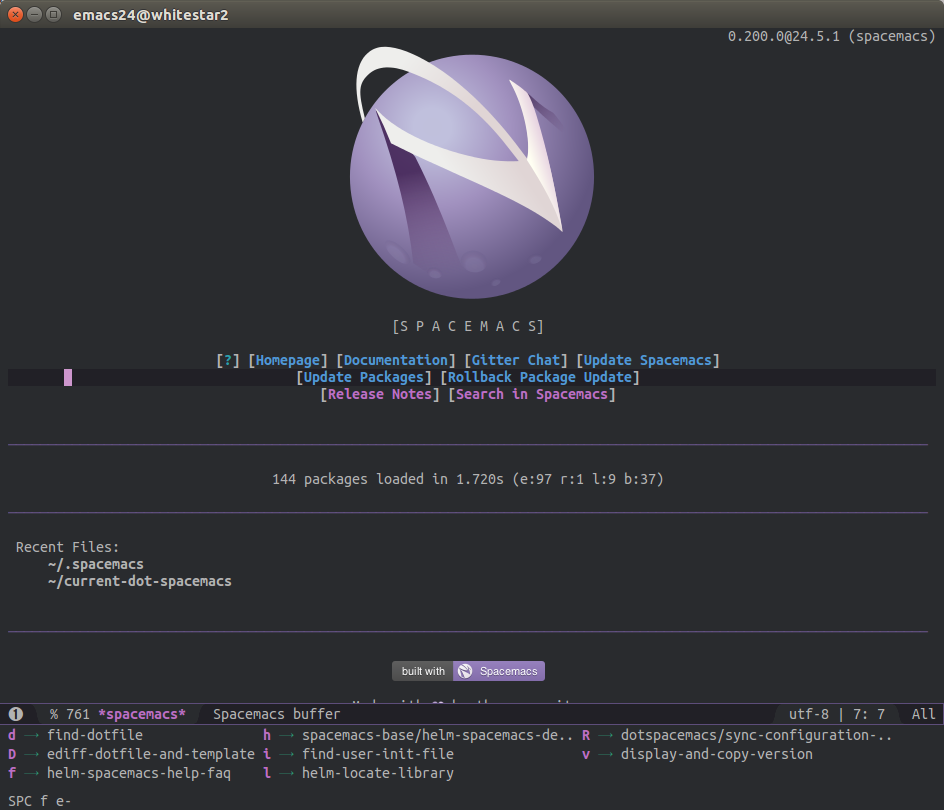 emacs24@whitestar2
0.200.0@24.5.1 (spacemacs)
[S P A C E M A C S]
[?] [Homepage] [Documentation] [Gitter Chat] [Update Spacemacs]
[Update Packages] [Rollback Package Update]
[Release Notes] [Search in Spacemacs]
144 packages loaded in 1.720s (e:97 r:1 l:9 b:37)
Recent Files:
~/.spacemacs
~/current-dot-spacemacs
built with Spacemacs
1 % 761 *spacemacs* Spacemacs buffer utf-8 | 7: 7 All
d → find-dotfile h → spacemacs-base/helm-spacemacs-de.. R → dotspacemacs/sync-configuration-..
D → ediff-dotfile-and-template i → find-user-init-file v → display-and-copy-version
f → helm-spacemacs-help-faq l → helm-locate-library
SPC f e-